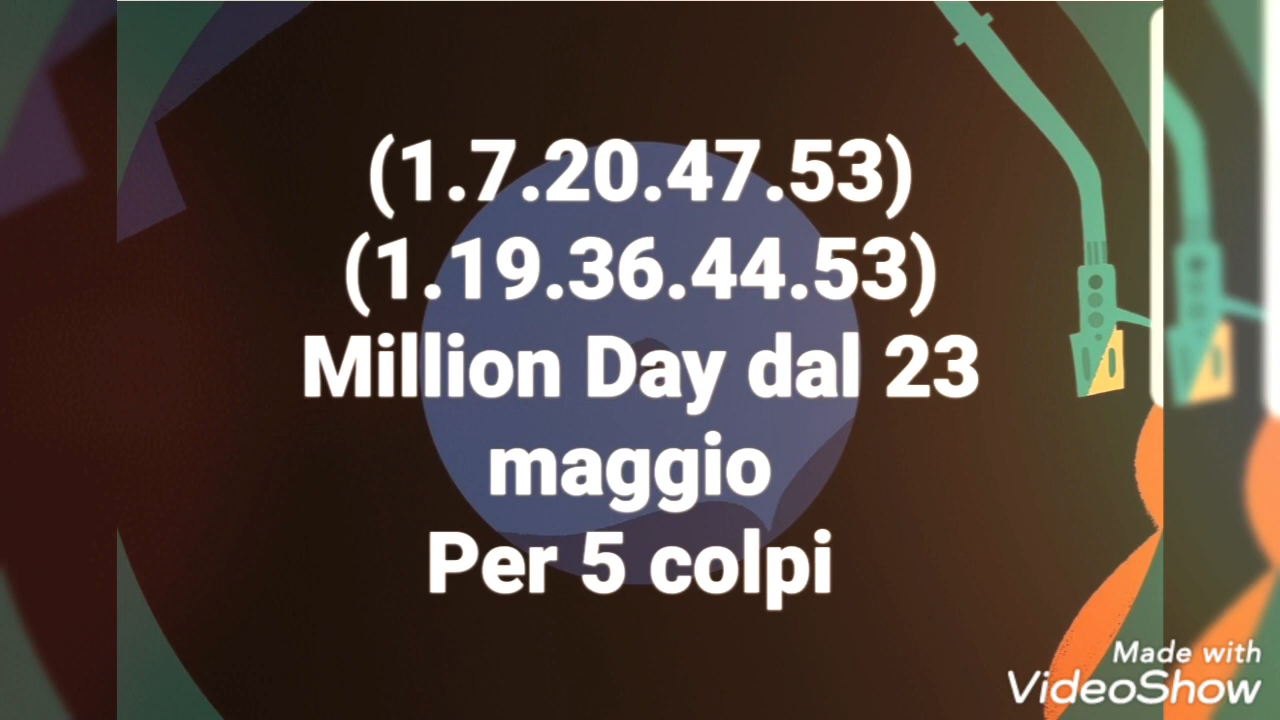 (1.7.20.47.53)
(1.19.36.44.53)
Million Day dal 23
maggio
Per 5 colpi
Made with
VideoShow